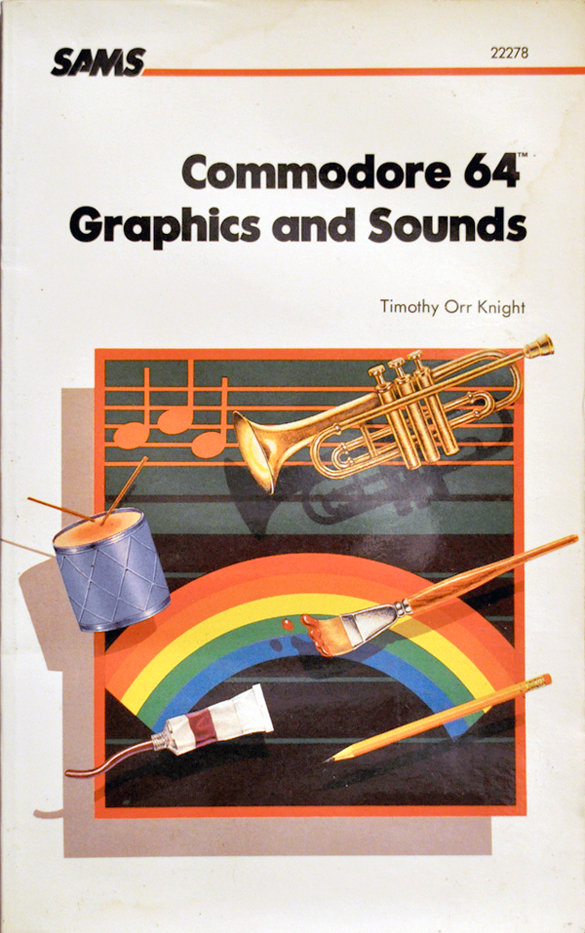 SAMS
22278
Commodore 64™
Graphics and Sounds
Timothy Orr Knight